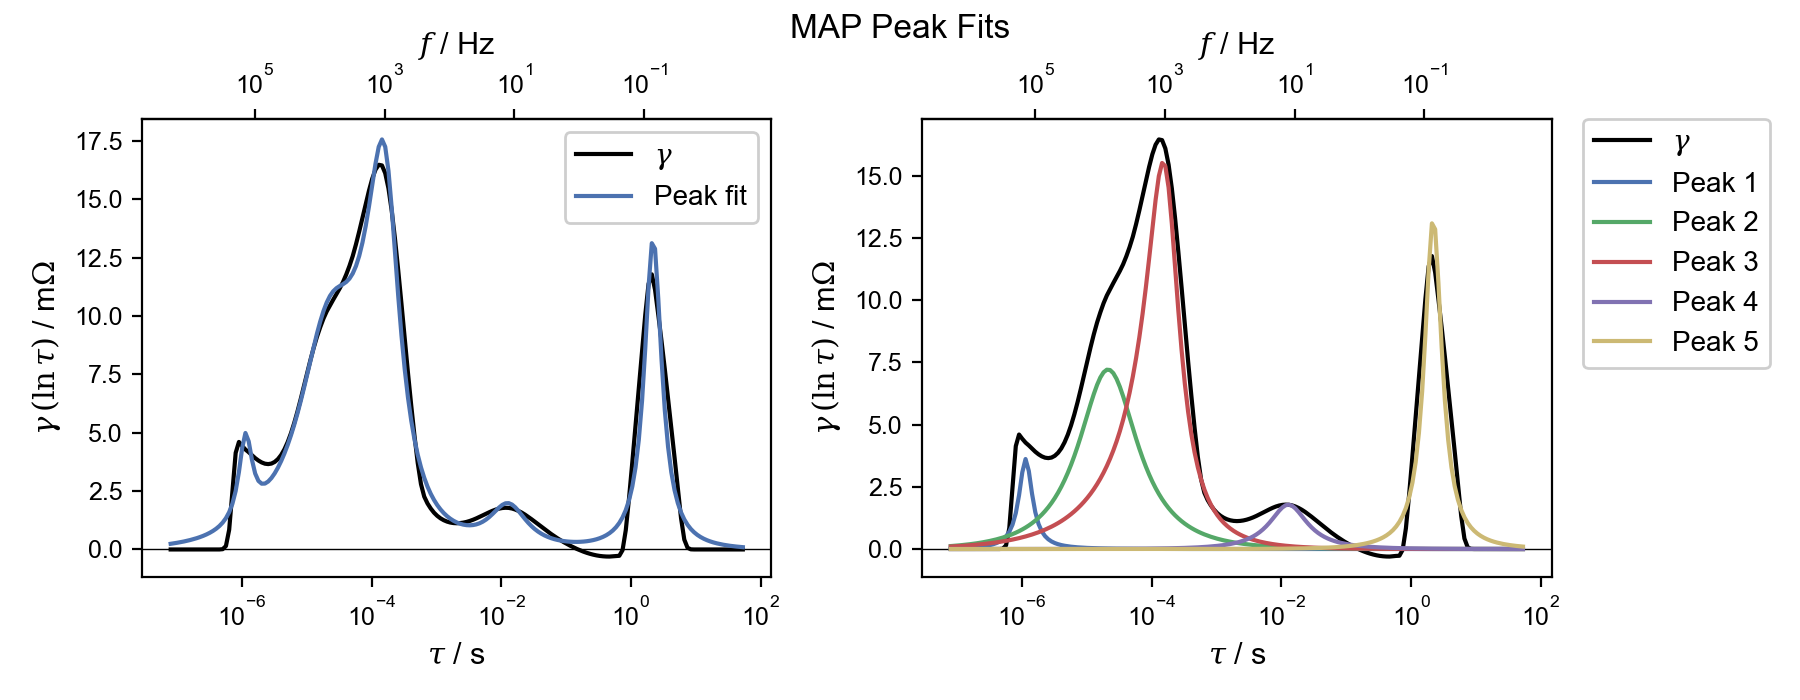 MAP Peak Fits
f / Hz
10^5 10^3 10^1 10^−1
17.5
15.0
12.5
10.0
7.5
5.0
2.5
0.0
γ (ln τ) / mΩ
γ
Peak fit
10^−6 10^−4 10^−2 10^0 10^2
τ / s
f / Hz
10^5 10^3 10^1 10^−1
15.0
12.5
10.0
7.5
5.0
2.5
0.0
γ (ln τ) / mΩ
10^−6 10^−4 10^−2 10^0 10^2
τ / s
γ
Peak 1
Peak 2
Peak 3
Peak 4
Peak 5